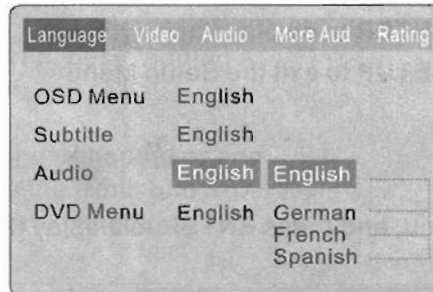 Language Video Audio More Aud Rating
OSD Menu English
Subtitle English
Audio English English
DVD Menu English German
French
Spanish